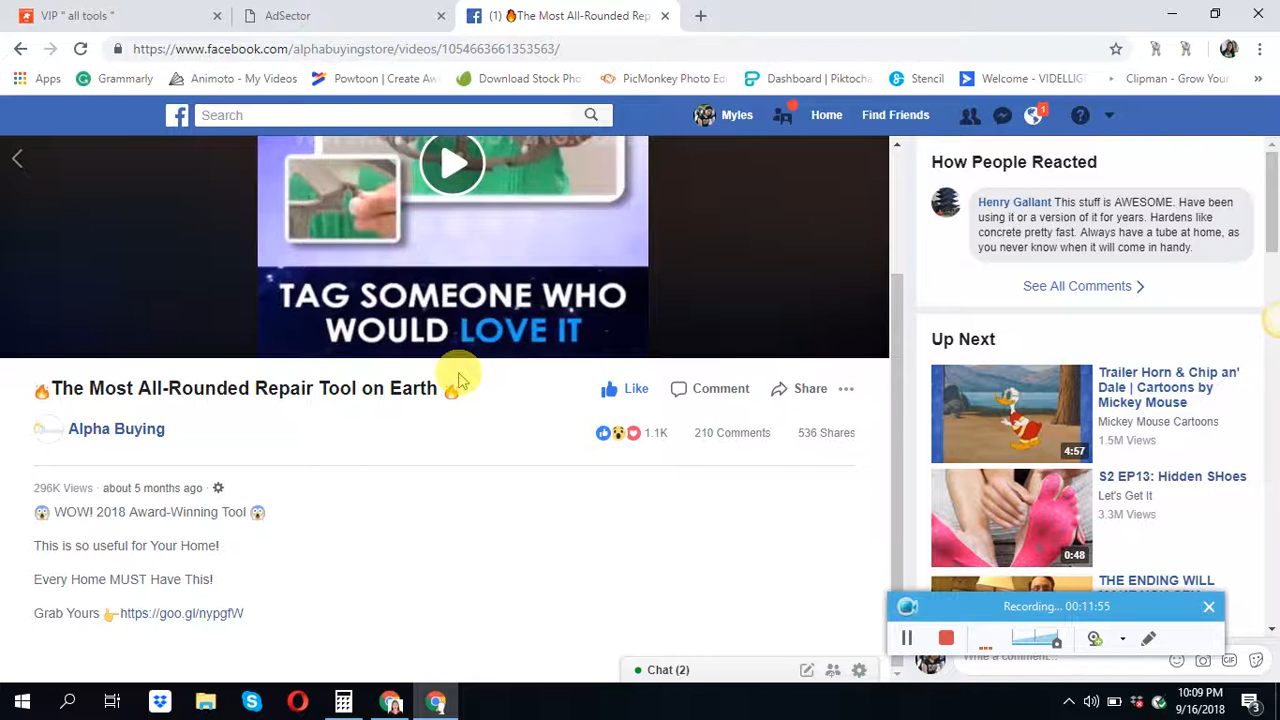 VIP " all tools "
AdSector
(1) 🔥The Most All-Rounded Rep
https://www.facebook.com/alphabuyingstore/videos/1054663661353563/
Apps
Grammarly
Animoto - My Videos
Powtoon | Create Aw
Download Stock Pho
PicMonkey Photo Edi
Dashboard | Piktocha
Stencil
Welcome - VIDELLIG
Clipman - Grow Your
Search
Myles
Home
Find Friends
1
TAG SOMEONE WHO
WOULD LOVE IT
🔥The Most All-Rounded Repair Tool on Earth 🔥
Like
Comment
Share
Alpha Buying
1.1K
210 Comments
536 Shares
296K Views · about 5 months ago ·
😱 WOW! 2018 Award-Winning Tool 😱
This is so useful for Your Home!
Every Home MUST Have This!
Grab Yours 👉https://goo.gl/nypgfW
How People Reacted
Henry Gallant This stuff is AWESOME. Have been
using it or a version of it for years. Hardens like
concrete pretty fast. Always have a tube at home, as
you never know when it will come in handy.
See All Comments
Up Next
4:57
Trailer Horn & Chip an'
Dale | Cartoons by
Mickey Mouse
Mickey Mouse Cartoons
1.5M Views
0:48
S2 EP13: Hidden SHoes
Let's Get It
3.3M Views
THE ENDING WILL
Recording... 00:11:55
Write a comment...
GIF
Chat (2)
10:09 PM
9/16/2018
3